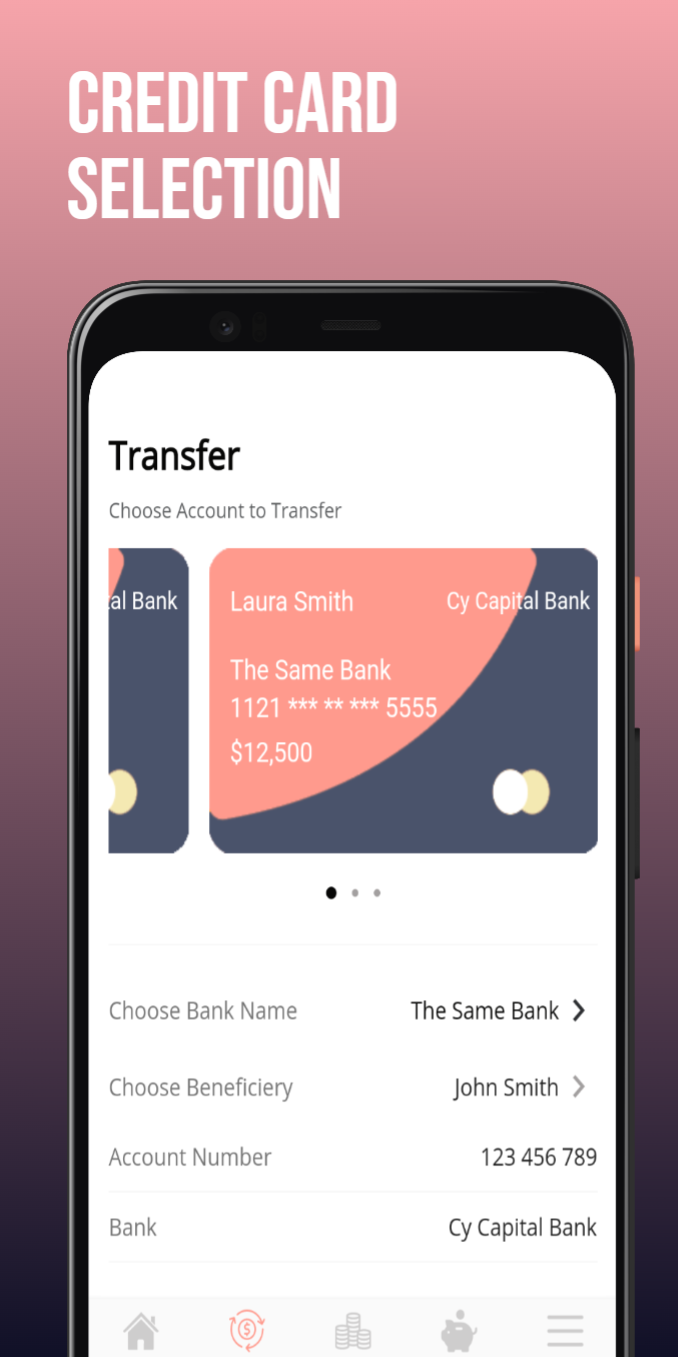 CREDIT CARD
SELECTION
Transfer
Choose Account to Transfer
al Bank
Laura Smith
Cy Capital Bank
The Same Bank
1121 *** ** *** 5555
$12,500
Choose Bank Name
The Same Bank
Choose Beneficiery
John Smith
Account Number
123 456 789
Bank
Cy Capital Bank